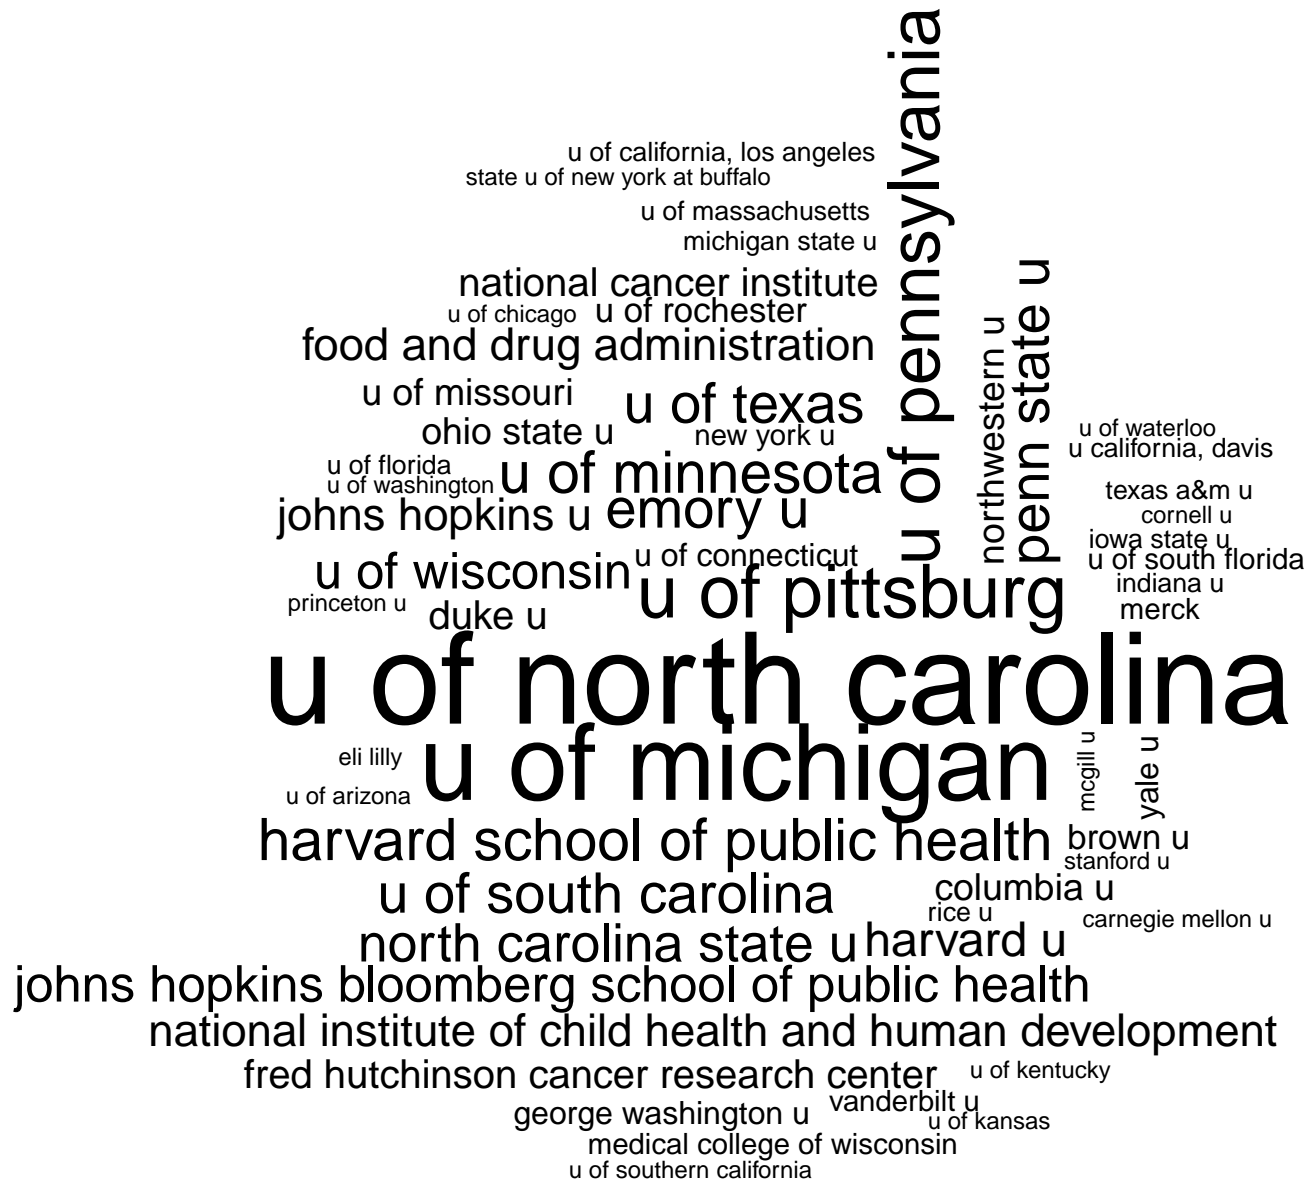 u of pennsylvania
u of california, los angeles
state u of new york at buffalo
u of massachusetts
michigan state u
national cancer institute
u of chicago
u of rochester
food and drug administration
northwestern u
penn state u
u of missouri
u of texas
ohio state u
new york u
u of waterloo
u california, davis
u of florida
u of washington
u of minnesota
texas a&m u
johns hopkins u
emory u
cornell u
iowa state u
u of wisconsin
u of connecticut
u of south florida
princeton u
duke u
u of pittsburg
indiana u
merck
u of north carolina
eli lilly
u of arizona
u of michigan
mcgill u
yale u
harvard school of public health
brown u
stanford u
u of south carolina
columbia u
rice u
carnegie mellon u
north carolina state u
harvard u
johns hopkins bloomberg school of public health
national institute of child health and human development
fred hutchinson cancer research center
u of kentucky
george washington u
vanderbilt u
u of kansas
medical college of wisconsin
u of southern california